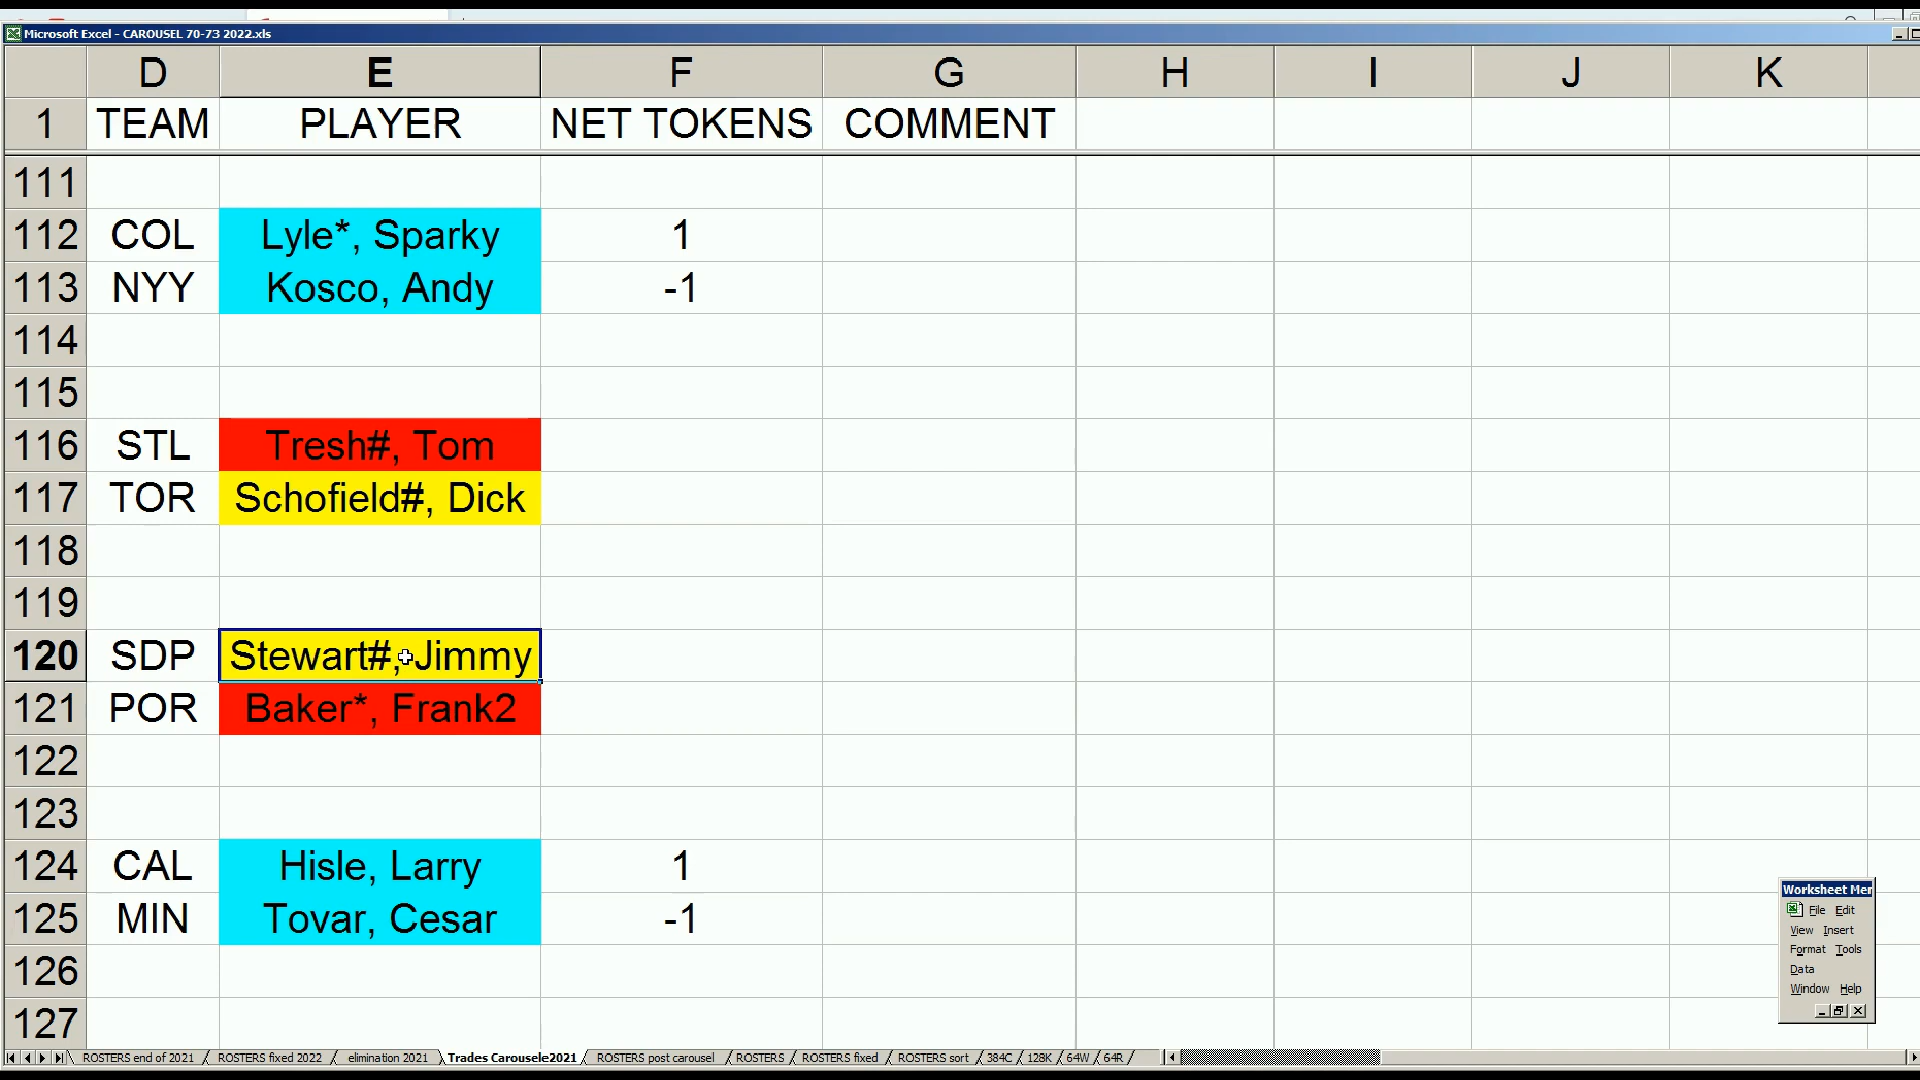 Microsoft Excel - CAROUSEL 70-73 2022.xls
D E F G H I J K
1 TEAM PLAYER NET TOKENS COMMENT
111
112 COL Lyle*, Sparky 1
113 NYY Kosco, Andy -1
114
115
116 STL Tresh#, Tom
117 TOR Schofield#, Dick
118
119
120 SDP Stewart#, Jimmy
121 POR Baker*, Frank2
122
123
124 CAL Hisle, Larry 1
125 MIN Tovar, Cesar -1
126
127
Worksheet Mer
File Edit
View Insert
Format Tools
Data
Window Help
ROSTERS end of 2021 ROSTERS fixed 2022 elimination 2021 Trades Carousele2021 ROSTERS post carousel ROSTERS ROSTERS fixed ROSTERS sort 384C 128K 64W 64R